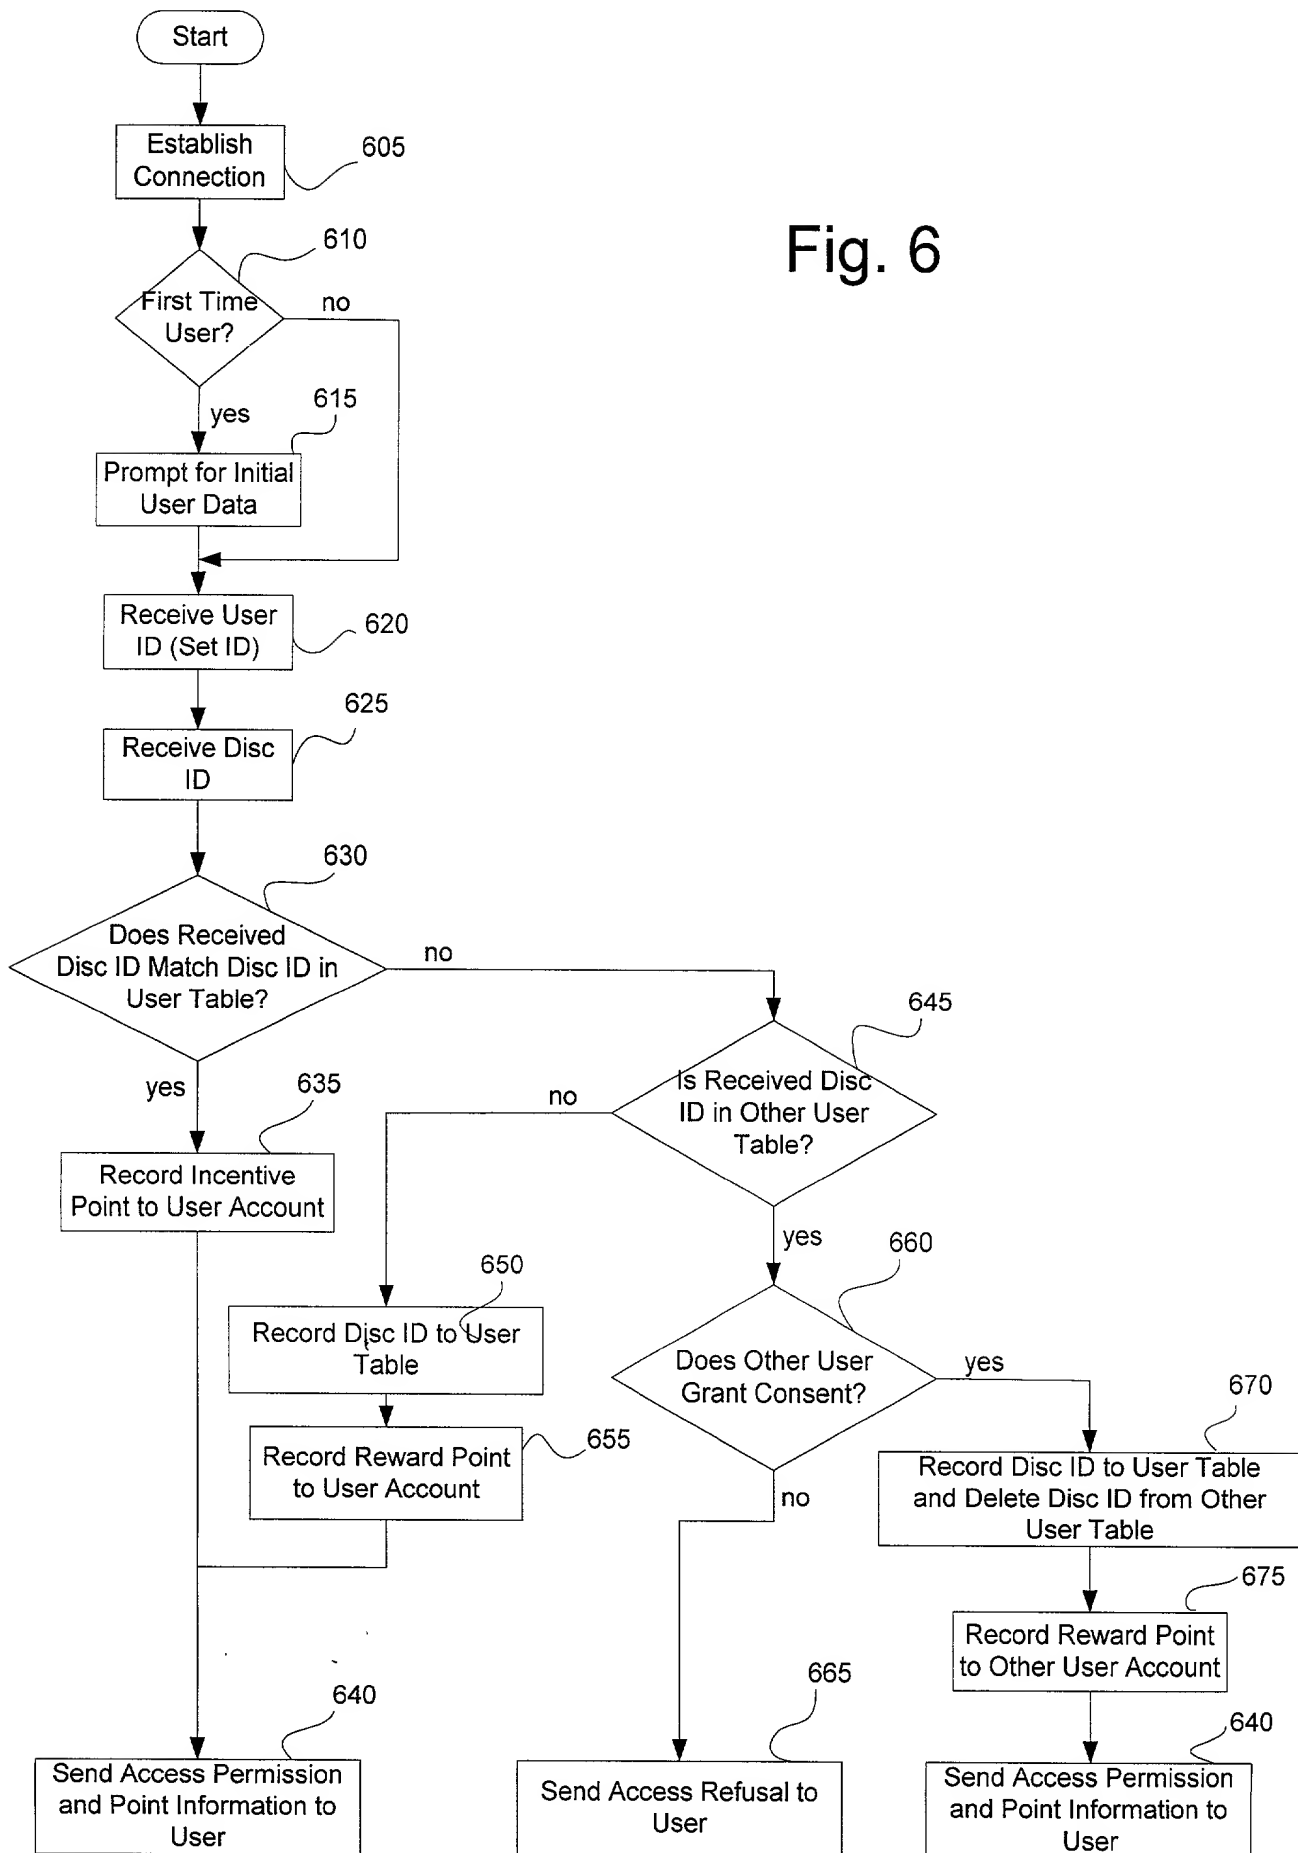 Start
Establish
Connection
605
Fig. 6
610
First Time
User?
no
yes
615
Prompt for Initial
User Data
Receive User
ID (Set ID)
620
625
Receive Disc
ID
630
Does Received
Disc ID Match Disc ID in
User Table?
no
yes
645
Is Received Disc
ID in Other User
Table?
no
yes
635
Record Incentive
Point to User Account
650
Record Disc ID to User
Table
660
Does Other User
Grant Consent?
yes
no
655
Record Reward Point
to User Account
670
Record Disc ID to User Table
and Delete Disc ID from Other
User Table
675
Record Reward Point
to Other User Account
640
Send Access Permission
and Point Information to
User
665
Send Access Refusal to
User
640
Send Access Permission
and Point Information to
User